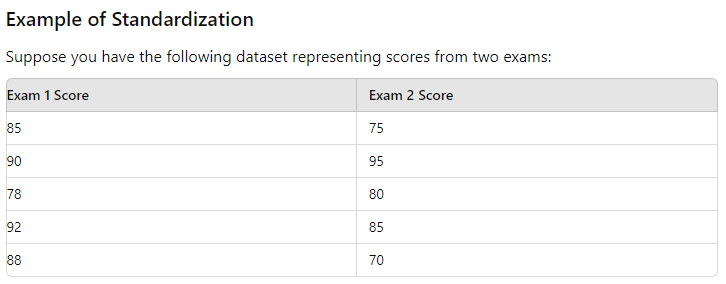 Example of Standardization
Suppose you have the following dataset representing scores from two exams:
Exam 1 Score Exam 2 Score
85 75
90 95
78 80
92 85
88 70